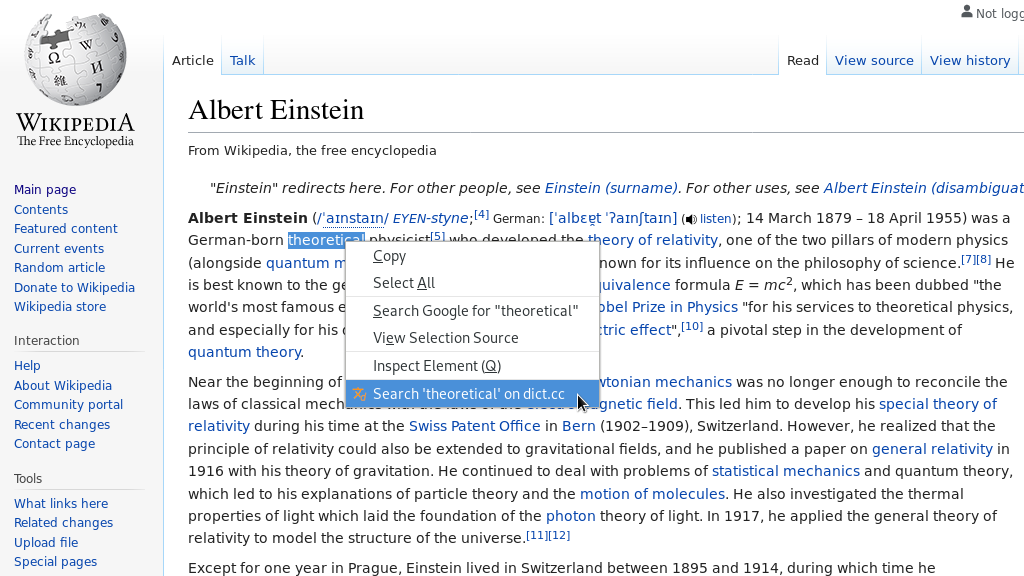 Not logg
Article Talk Read View source View history
WIKIPEDIA
The Free Encyclopedia
Main page
Contents
Featured content
Current events
Random article
Donate to Wikipedia
Wikipedia store
Interaction
Help
About Wikipedia
Community portal
Recent changes
Contact page
Tools
What links here
Related changes
Upload file
Special pages
Albert Einstein
From Wikipedia, the free encyclopedia
"Einstein" redirects here. For other people, see Einstein (surname). For other uses, see Albert Einstein (disambiguat
Albert Einstein (/ˈaɪnstaɪn/ EYEN-styne;[4] German: [ˈalbɛɐ̯t ˈʔaɪnʃtaɪn] (listen); 14 March 1879 – 18 April 1955) was a
German-born theoretical physicist[5] who developed the theory of relativity, one of the two pillars of modern physics
(alongside quantum m nown for its influence on the philosophy of science.[7][8] He
is best known to the ge quivalence formula E = mc2, which has been dubbed "the
world's most famous e obel Prize in Physics "for his services to theoretical physics,
and especially for his d ctric effect",[10] a pivotal step in the development of
quantum theory.
Copy
Select All
Search Google for "theoretical"
View Selection Source
Inspect Element (Q)
Search 'theoretical' on dict.cc
Near the beginning of wtonian mechanics was no longer enough to reconcile the
laws of classical mechanics with the laws of the electromagnetic field. This led him to develop his special theory of
relativity during his time at the Swiss Patent Office in Bern (1902–1909), Switzerland. However, he realized that the
principle of relativity could also be extended to gravitational fields, and he published a paper on general relativity in
1916 with his theory of gravitation. He continued to deal with problems of statistical mechanics and quantum theory,
which led to his explanations of particle theory and the motion of molecules. He also investigated the thermal
properties of light which laid the foundation of the photon theory of light. In 1917, he applied the general theory of
relativity to model the structure of the universe.[11][12]
Except for one year in Prague, Einstein lived in Switzerland between 1895 and 1914, during which time he